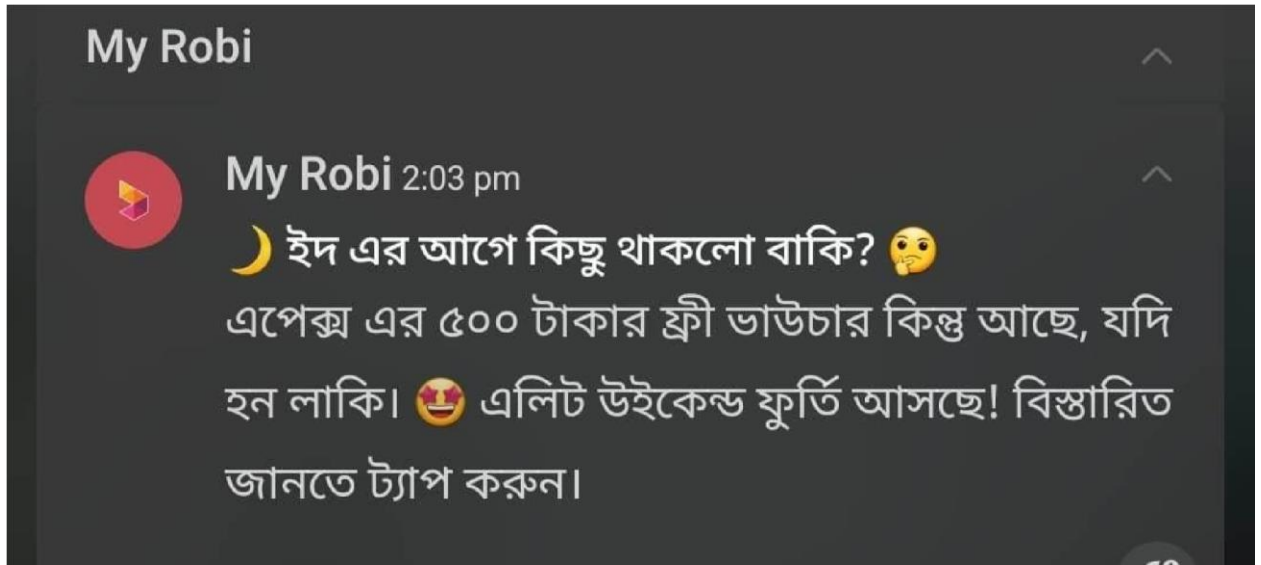 My Robi
My Robi 2:03 pm
🌙 ইদ এর আগে কিছু থাকলো বাকি? 🤔
এপেক্স এর ৫০০ টাকার ফ্রী ভাউচার কিন্তু আছে, যদি
হন লাকি। 🤩 এলিট উইকেন্ড ফুর্তি আসছে! বিস্তারিত
জানতে ট্যাপ করুন।